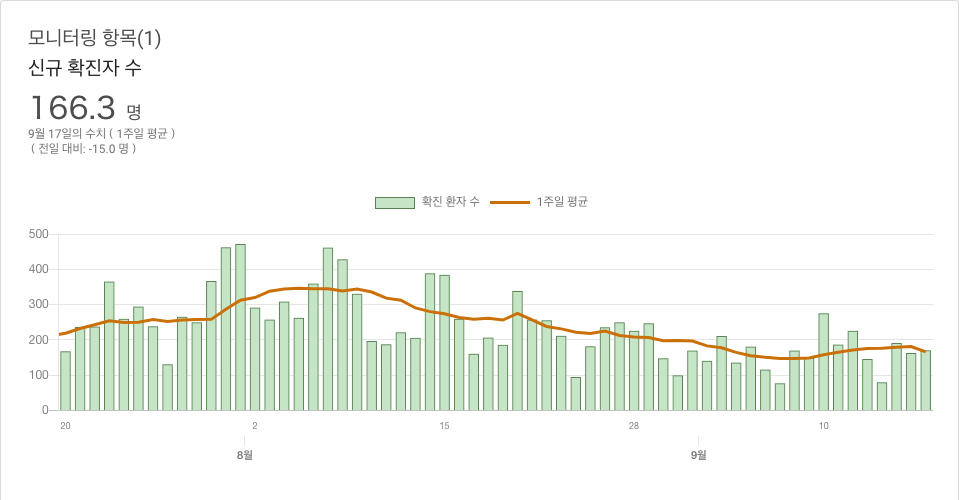 모니터링 항목(1)
신규 확진자 수
166.3 명
9월 17일의 수치 ( 1주일 평균 )
( 전일 대비: -15.0 명 )
확진 환자 수 1주일 평균
500
400
300
200
100
0
20 2 15 28 10
8월 9월